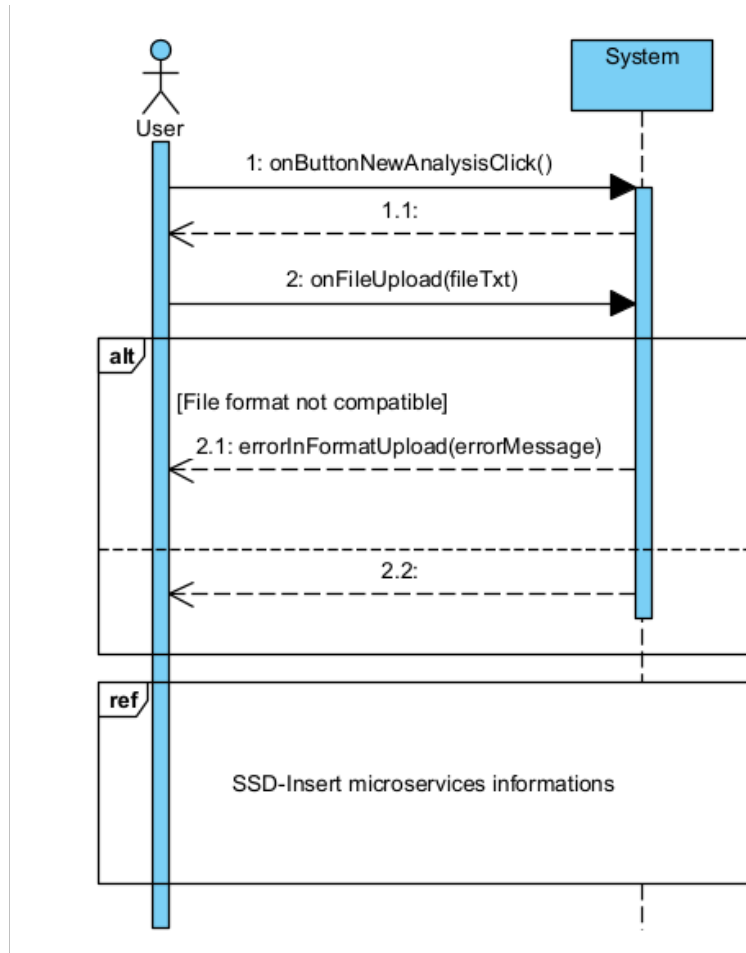 System
User
1: onButtonNewAnalysisClick()
1.1:
2: onFileUpload(fileTxt)
alt
[File format not compatible]
2.1: errorInFormatUpload(errorMessage)
2.2:
ref
SSD-Insert microservices informations